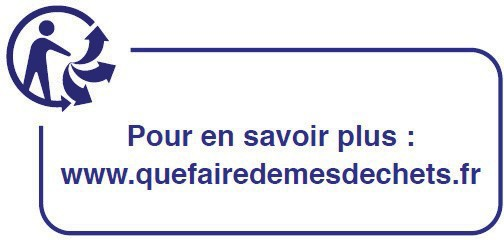 Pour en savoir plus :
www.quefairedemesdechets.fr